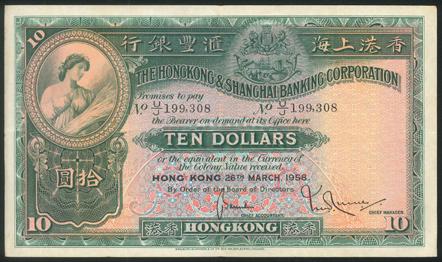 10
行銀豐滙 海上港香
THE HONGKONG & SHANGHAI BANKING CORPORATION
Promises to pay
No U/J 199,308 No U/J 199,308
the Bearer on demand at its Office here
TEN DOLLARS
or the equivalent in the Currency of
the Colony, Value received.
圓拾
HONG KONG 26TH MARCH, 1958.
By Order of the Board of Directors
CHIEF ACCOUNTANT
CHIEF MANAGER
10 港香 HONGKONG 港香 10